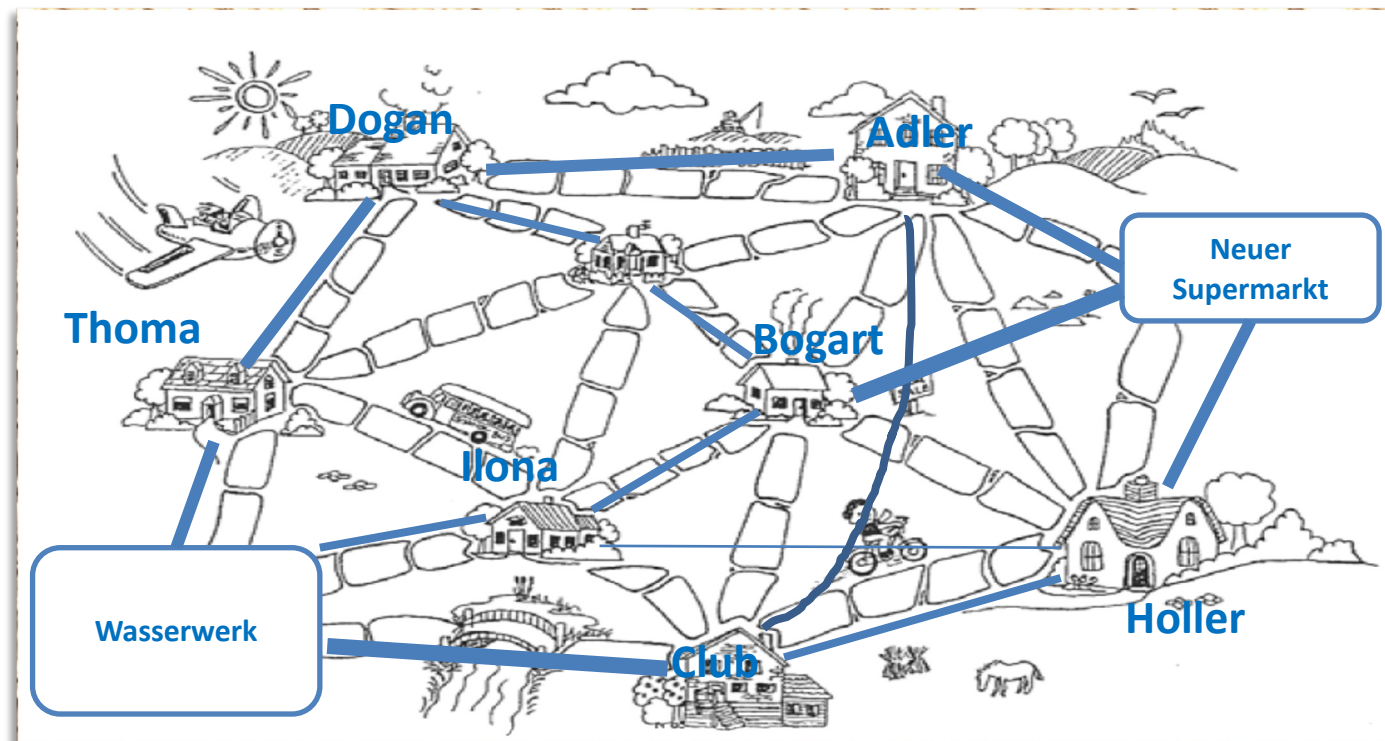 Dogan
Adler
Neuer
Supermarkt
Thoma
Bogart
Ilona
Wasserwerk
Holler
Club